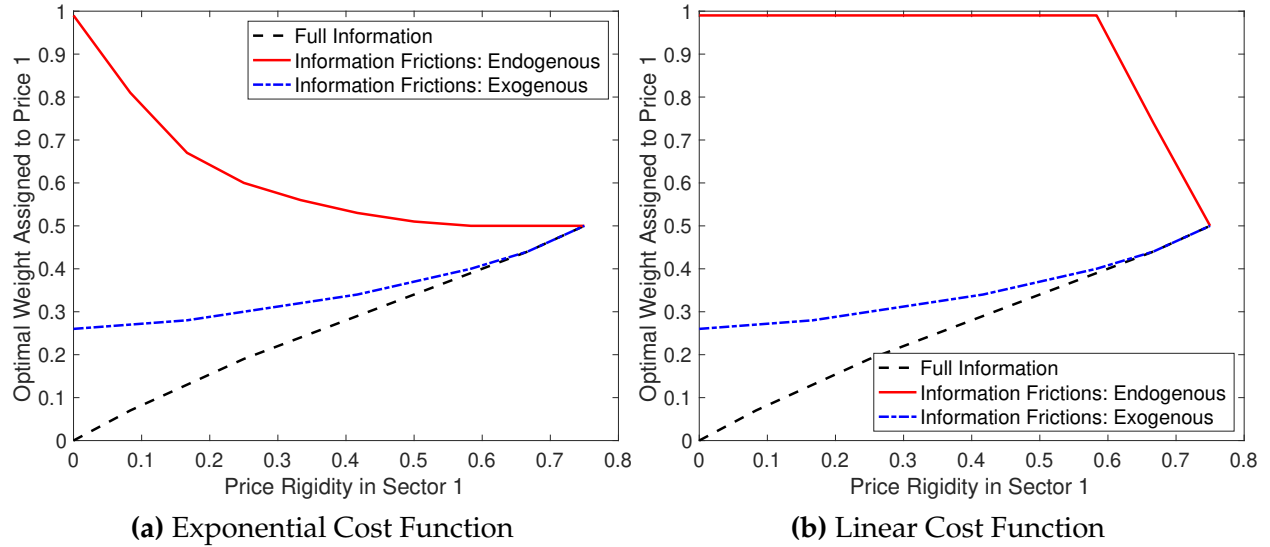 Optimal Weight Assigned to Price 1
1
0.9
0.8
0.7
0.6
0.5
0.4
0.3
0.2
0.1
0
Full Information
Information Frictions: Endogenous
Information Frictions: Exogenous
0 0.1 0.2 0.3 0.4 0.5 0.6 0.7 0.8
Price Rigidity in Sector 1
(a) Exponential Cost Function
Optimal Weight Assigned to Price 1
1
0.9
0.8
0.7
0.6
0.5
0.4
0.3
0.2
0.1
0
Full Information
Information Frictions: Endogenous
Information Frictions: Exogenous
0 0.1 0.2 0.3 0.4 0.5 0.6 0.7 0.8
Price Rigidity in Sector 1
(b) Linear Cost Function